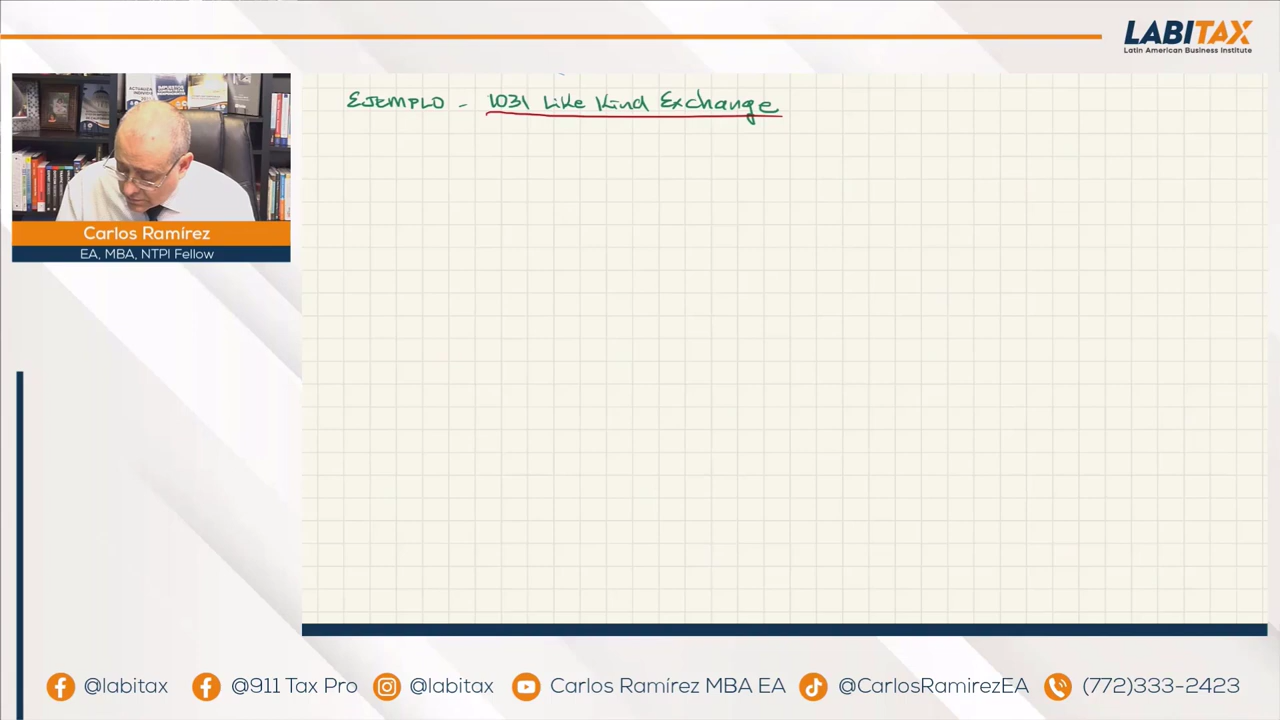 LABITAX
Latin American Business Institute
EJEMPLO - 1031 Like Kind Exchange
Carlos Ramírez
EA, MBA, NTPI Fellow
@labitax
@911 Tax Pro
@labitax
Carlos Ramírez MBA EA
@CarlosRamirezEA
(772)333-2423